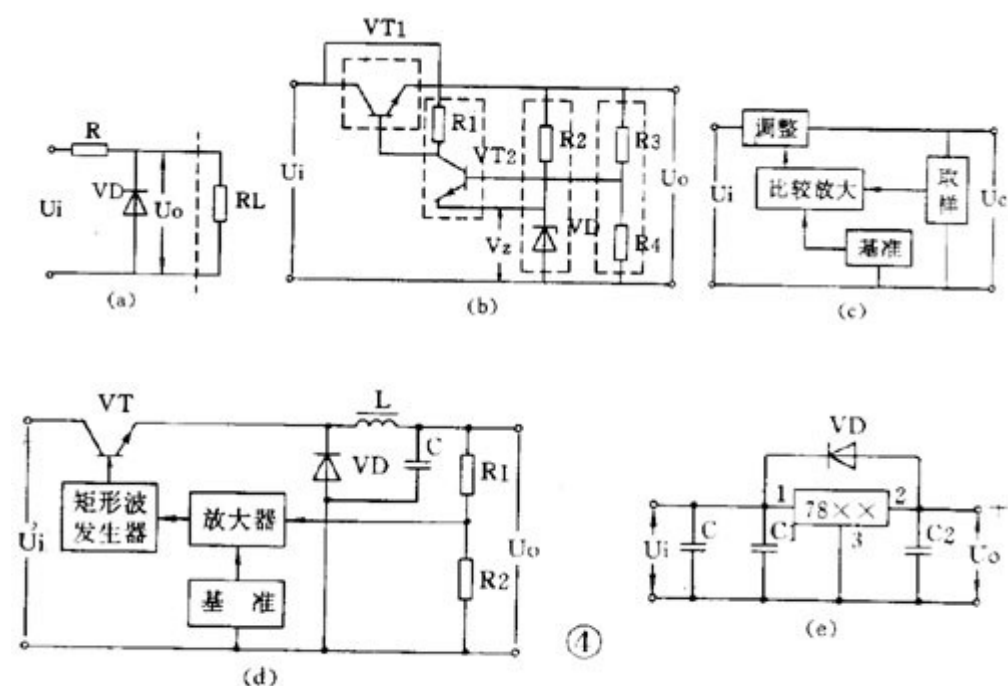 VT1
R1
VT2
R2
R3
Ui
Uo
Vz
VD
R4
(b)
R
VD
Uo
RL
Ui
(a)
调整
Ui
比较放大
取样
基准
(c)
VT
L
VD
C
R1
矩形波
发生器
放大器
Ui
Uo
R2
基 准
(d)
④
VD
1
78××
2
+
Ui
C
C1
3
C2
Uo
(e)